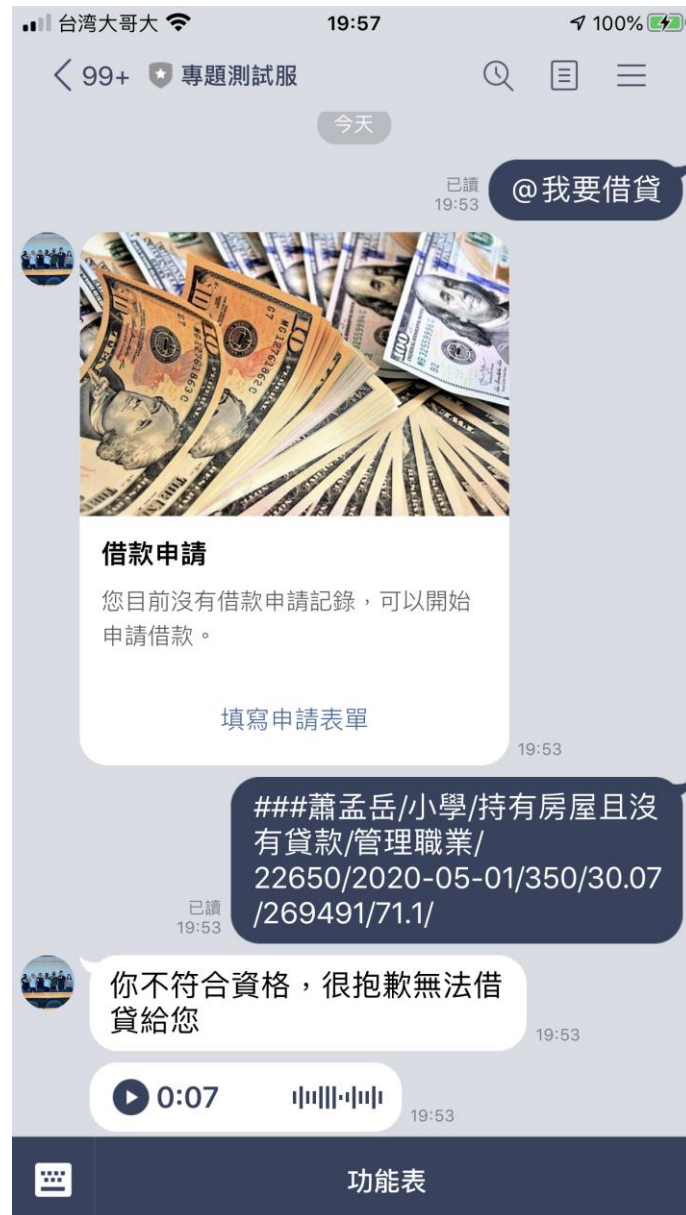 台湾大哥大 19:57 100%
99+ 專題測試服
今天
已讀
19:53
@我要借貸
借款申請
您目前沒有借款申請記錄，可以開始
申請借款。
填寫申請表單
19:53
###蕭孟岳/小學/持有房屋且沒
有貸款/管理職業/
22650/2020-05-01/350/30.07
/269491/71.1/
已讀
19:53
你不符合資格，很抱歉無法借
貸給您
19:53
0:07
19:53
功能表